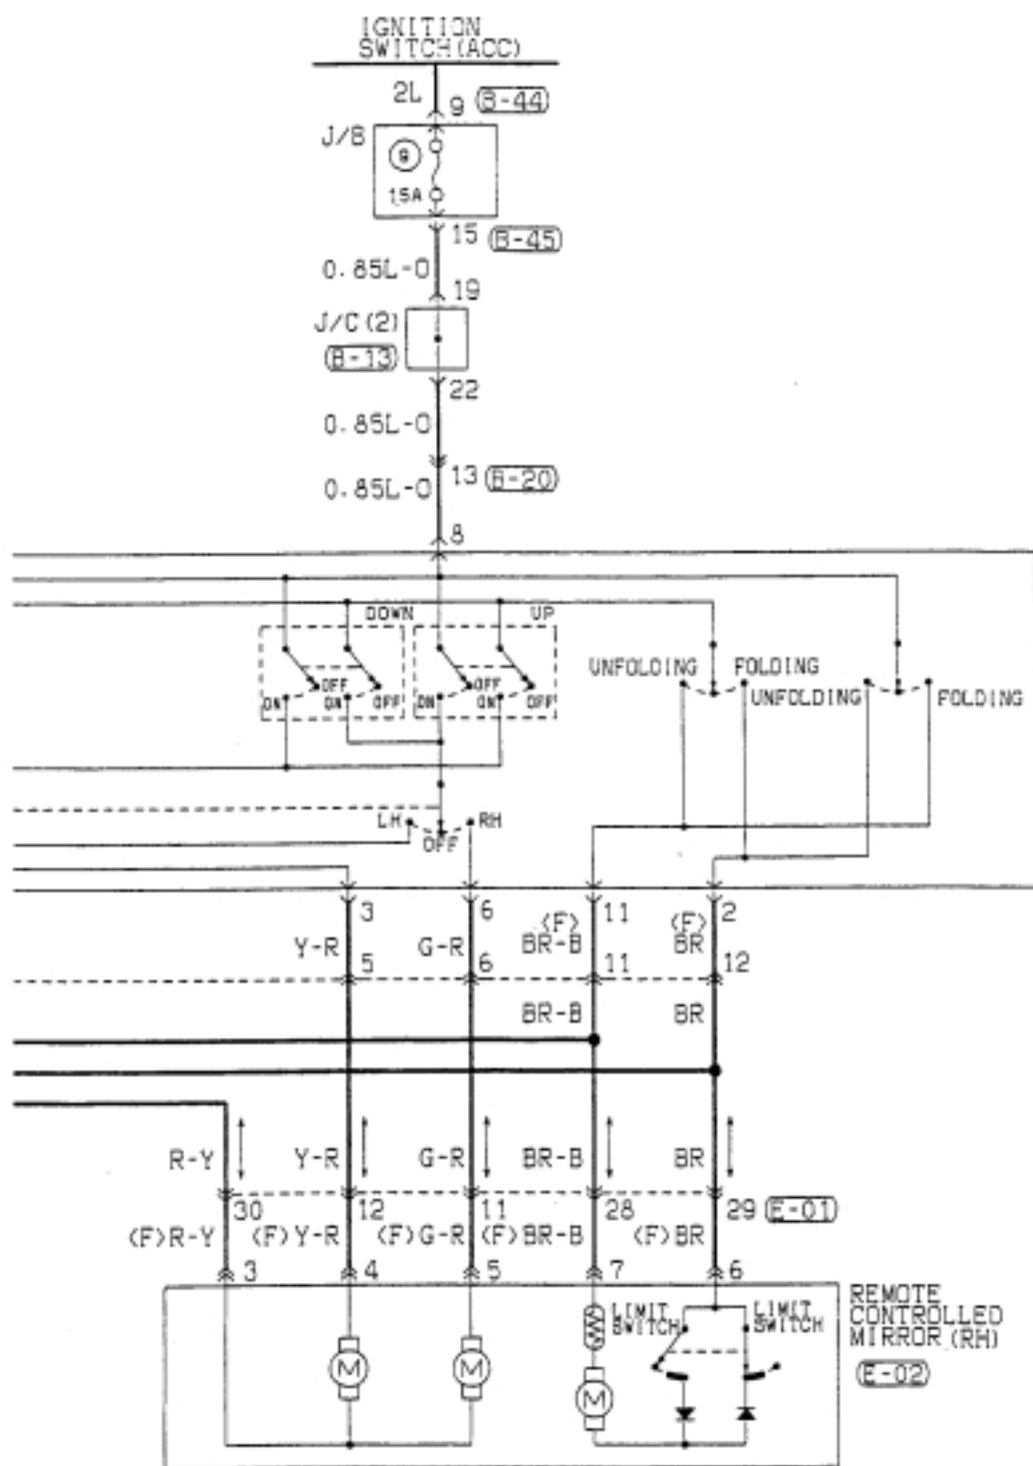 IGNITION
SWITCH(ACC)
2L
9 (B-44)
J/B
9
15A
15 (B-45)
0.85L-O
19
J/C(2)
(B-13)
22
0.85L-O
13 (B-20)
0.85L-O
8
DOWN UP
UNFOLDING FOLDING
OFF OFF
UNFOLDING FOLDING
ON ON OFF ON ON OFF
LH RH
OFF
3 6 (F) 11 (F) 2
Y-R G-R BR-B BR
5 6 11 12
BR-B BR
R-Y Y-R G-R BR-B BR
30 12 11 28 29 (E-01)
(F)R-Y (F)Y-R (F)G-R (F)BR-B (F)BR
3 4 5 7 6
LIMIT
SWITCH
LIMIT
SWITCH
REMOTE
CONTROLLED
MIRROR (RH)
(E-02)
M M M